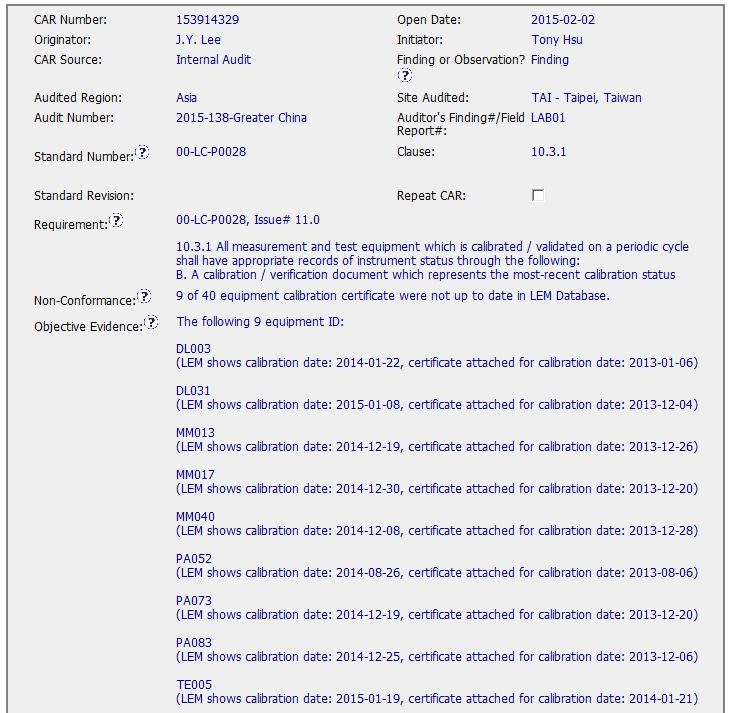 CAR Number: 153914329 Open Date: 2015-02-02
Originator: J.Y. Lee Initiator: Tony Hsu
CAR Source: Internal Audit Finding or Observation? Finding
?
Audited Region: Asia Site Audited: TAI - Taipei, Taiwan
Audit Number: 2015-138-Greater China Auditor's Finding#/Field LAB01
Report#:
Standard Number: ? 00-LC-P0028 Clause: 10.3.1
Standard Revision: Repeat CAR:
Requirement: ? 00-LC-P0028, Issue# 11.0
10.3.1 All measurement and test equipment which is calibrated / validated on a periodic cycle
shall have appropriate records of instrument status through the following:
B. A calibration / verification document which represents the most-recent calibration status
Non-Conformance: ? 9 of 40 equipment calibration certificate were not up to date in LEM Database.
Objective Evidence: ? The following 9 equipment ID:
DL003
(LEM shows calibration date: 2014-01-22, certificate attached for calibration date: 2013-01-06)
DL031
(LEM shows calibration date: 2015-01-08, certificate attached for calibration date: 2013-12-04)
MM013
(LEM shows calibration date: 2014-12-19, certificate attached for calibration date: 2013-12-26)
MM017
(LEM shows calibration date: 2014-12-30, certificate attached for calibration date: 2013-12-20)
MM040
(LEM shows calibration date: 2014-12-08, certificate attached for calibration date: 2013-12-28)
PA052
(LEM shows calibration date: 2014-08-26, certificate attached for calibration date: 2013-08-06)
PA073
(LEM shows calibration date: 2014-12-19, certificate attached for calibration date: 2013-12-20)
PA083
(LEM shows calibration date: 2014-12-25, certificate attached for calibration date: 2013-12-06)
TE005
(LEM shows calibration date: 2015-01-19, certificate attached for calibration date: 2014-01-21)